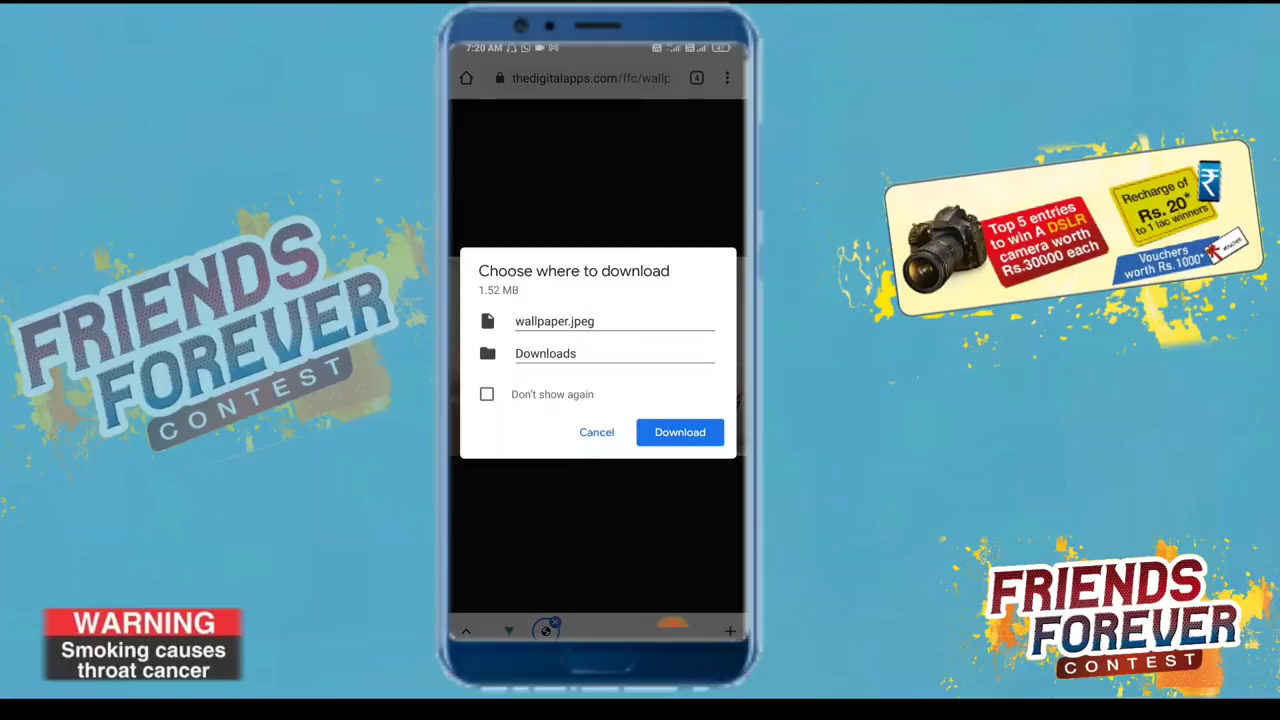 7:20 AM
thedigitalapps.com/ffc/wallp
4
Choose where to download
1.52 MB
wallpaper.jpeg
Downloads
Don't show again
Cancel
Download
FRIENDS
FOREVER
CONTEST
Top 5 entries
to win A DSLR
camera worth
Rs.30000 each
Recharge of
Rs. 20*
to 1 lac winners
₹
Vouchers
worth Rs.1000*
WARNING
Smoking causes
throat cancer
FRIENDS
FOREVER
CONTEST